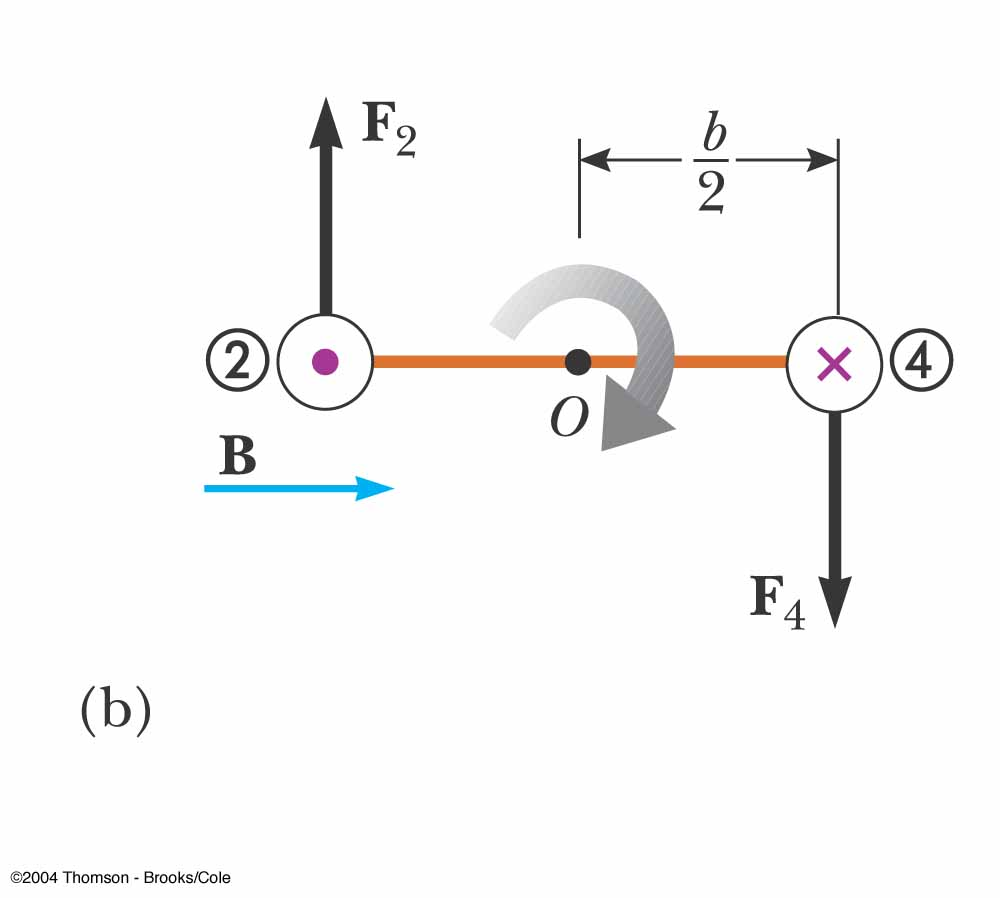 F₂
b
2
②
④
O
B
F₄
(b)
©2004 Thomson - Brooks/Cole